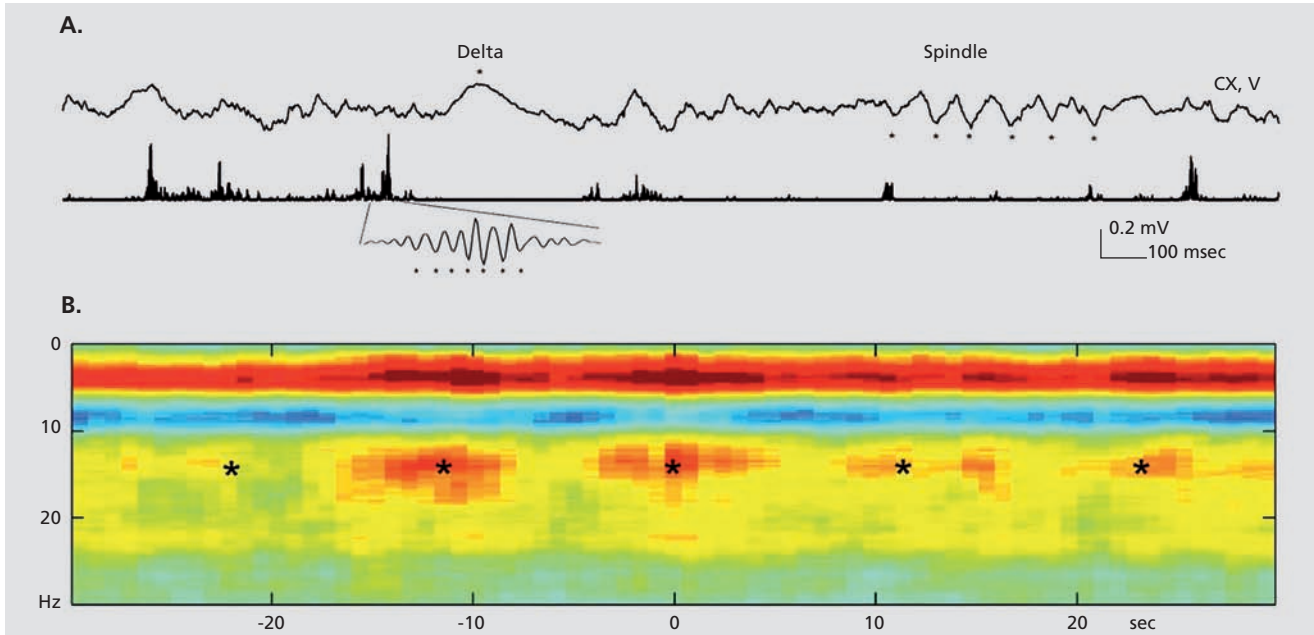 A.
Delta
Spindle
*
CX, V
* * * * * *
0.2 mV
100 msec
* * * * * * *
B.
0
10
* * * * *
20
Hz
-20 -10 0 10 20 sec